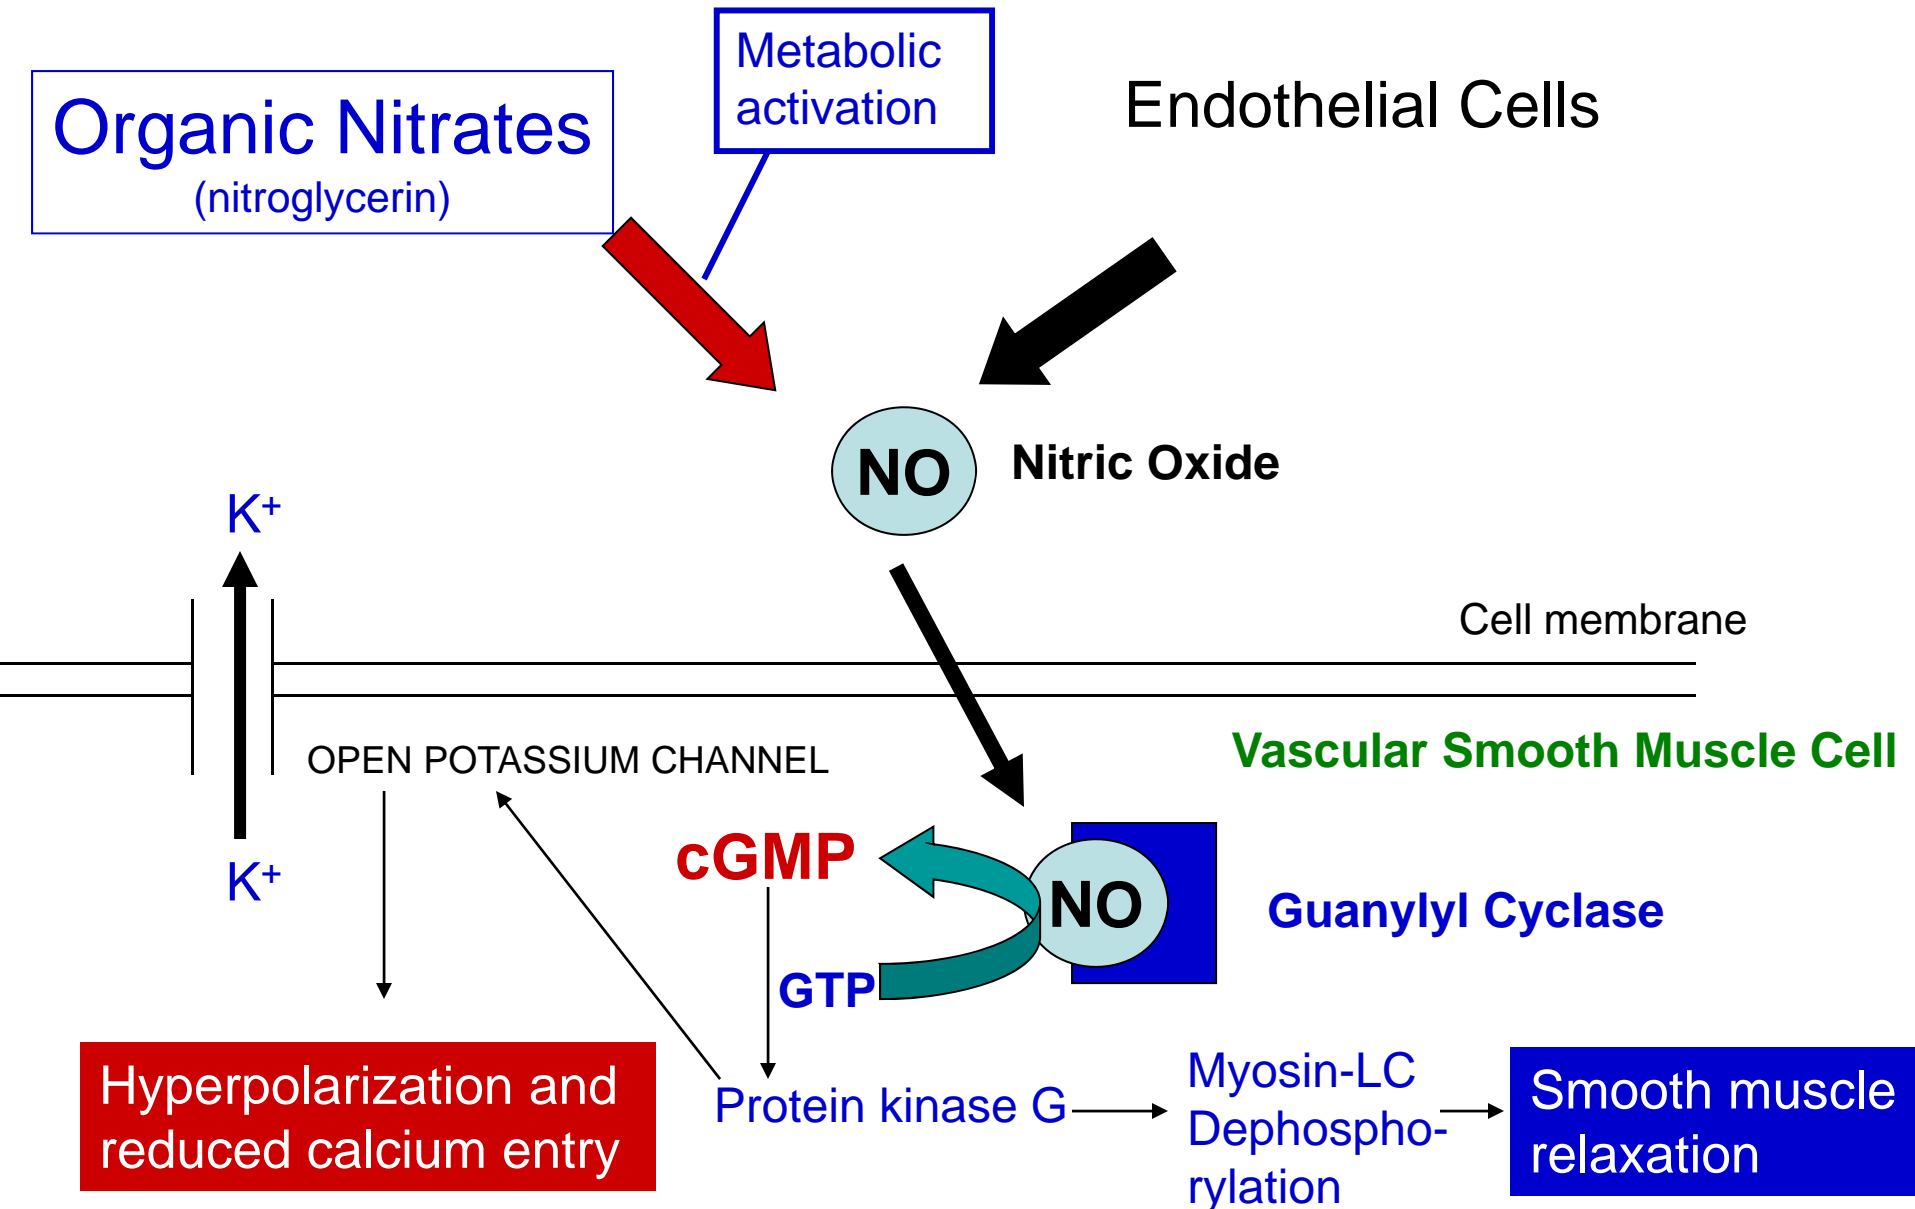 Metabolic
activation
Organic Nitrates
(nitroglycerin)
Endothelial Cells
NO
Nitric Oxide
K⁺
Cell membrane
Vascular Smooth Muscle Cell
OPEN POTASSIUM CHANNEL
cGMP
K⁺
NO
Guanylyl Cyclase
GTP
Hyperpolarization and
reduced calcium entry
Protein kinase G
Myosin-LC
Dephospho-
rylation
Smooth muscle
relaxation